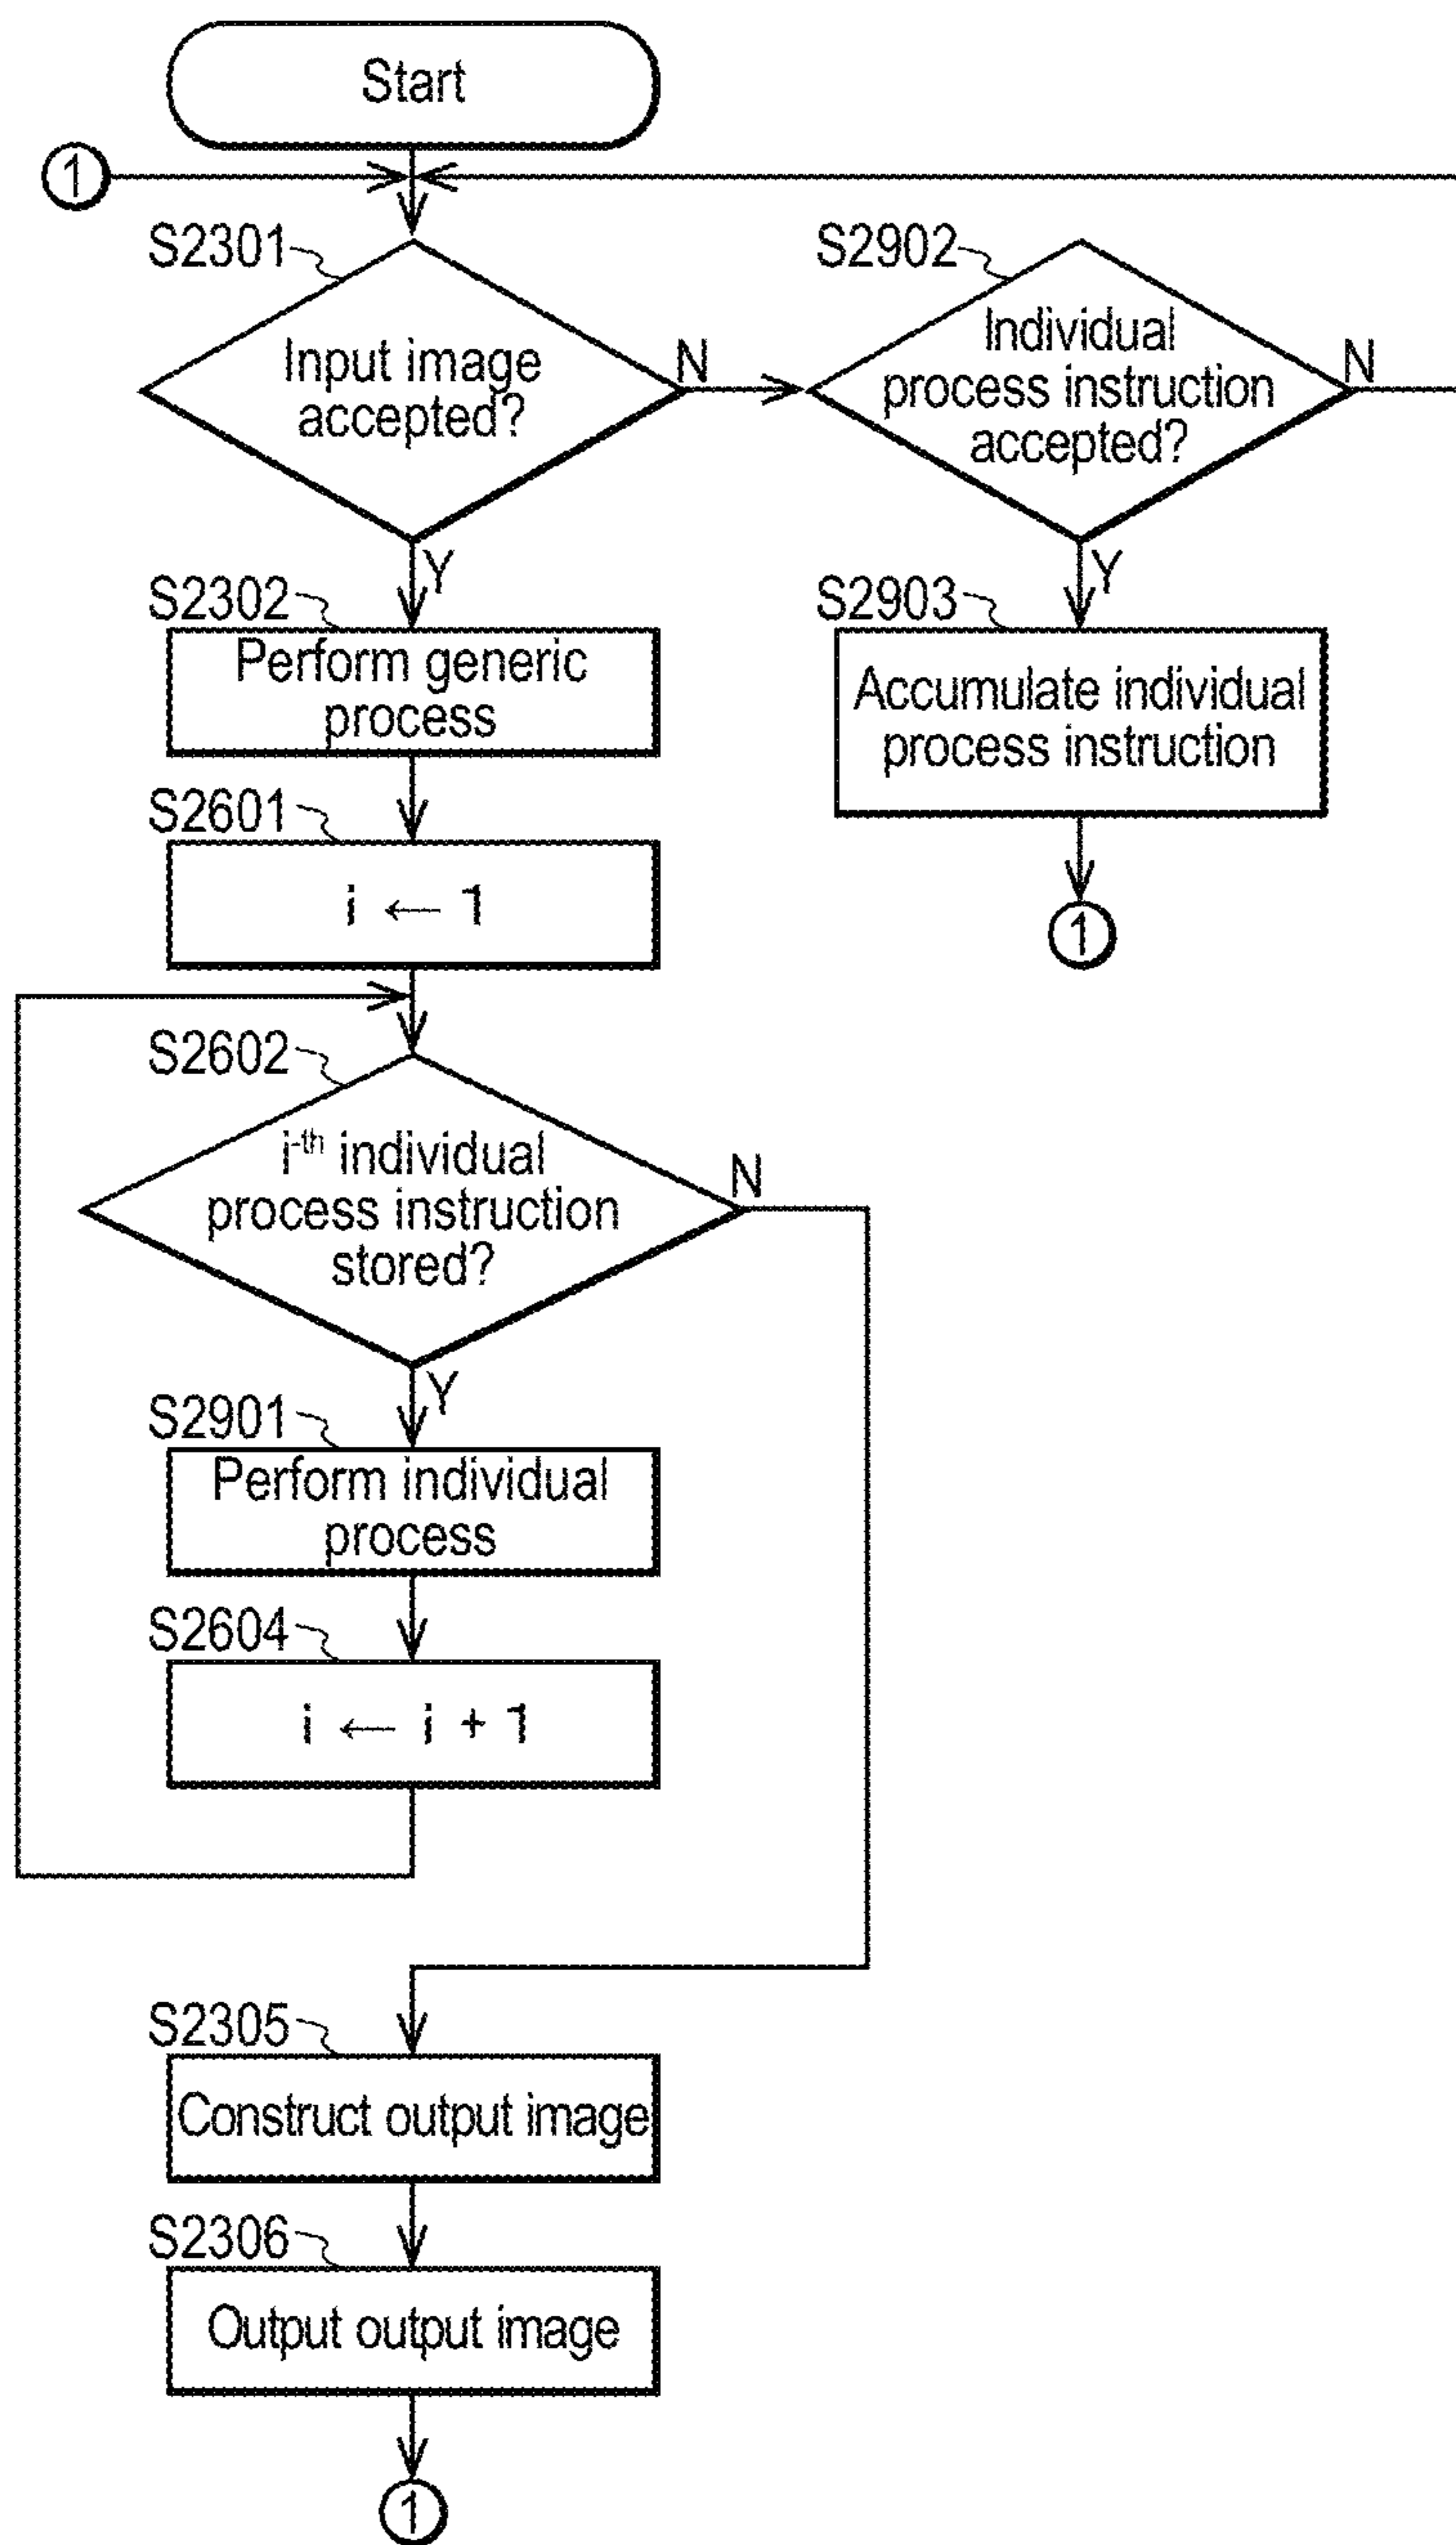 Start
1
S2301
Input image
accepted?
N
Y
S2902
Individual
process instruction
accepted?
N
Y
S2302
Perform generic
process
S2903
Accumulate individual
process instruction
1
S2601
i ← 1
S2602
i-th individual
process instruction
stored?
N
Y
S2901
Perform individual
process
S2604
i ← i + 1
S2305
Construct output image
S2306
Output output image
1